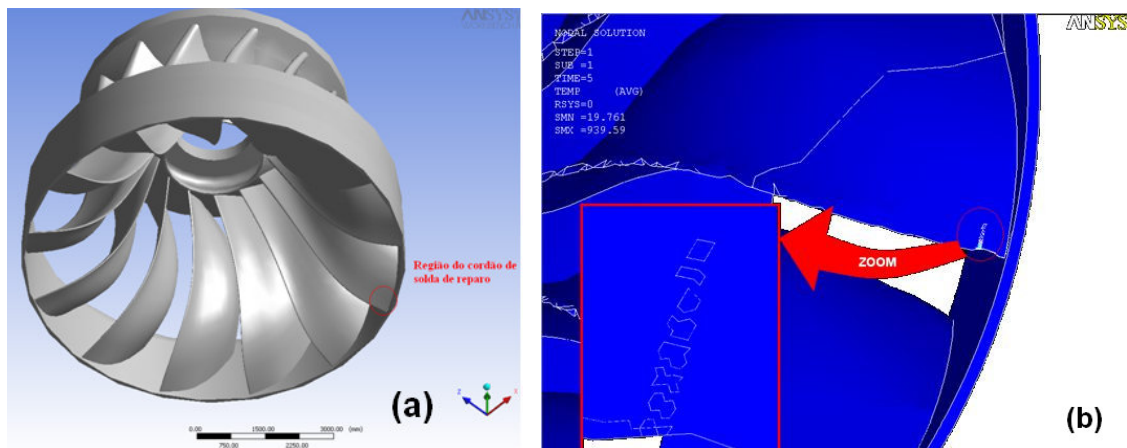 ANSYS
Região do cordão de
solda de reparo
(a)
z
x
0.00
1500.00
3000.00 (mm)
750.00
2250.00
ANSYS
NODAL SOLUTION
STEP=1
SUB =1
TIME=5
TEMP (AVG)
RSYS=0
SMN =19.761
SMX =939.59
ZOOM
(b)